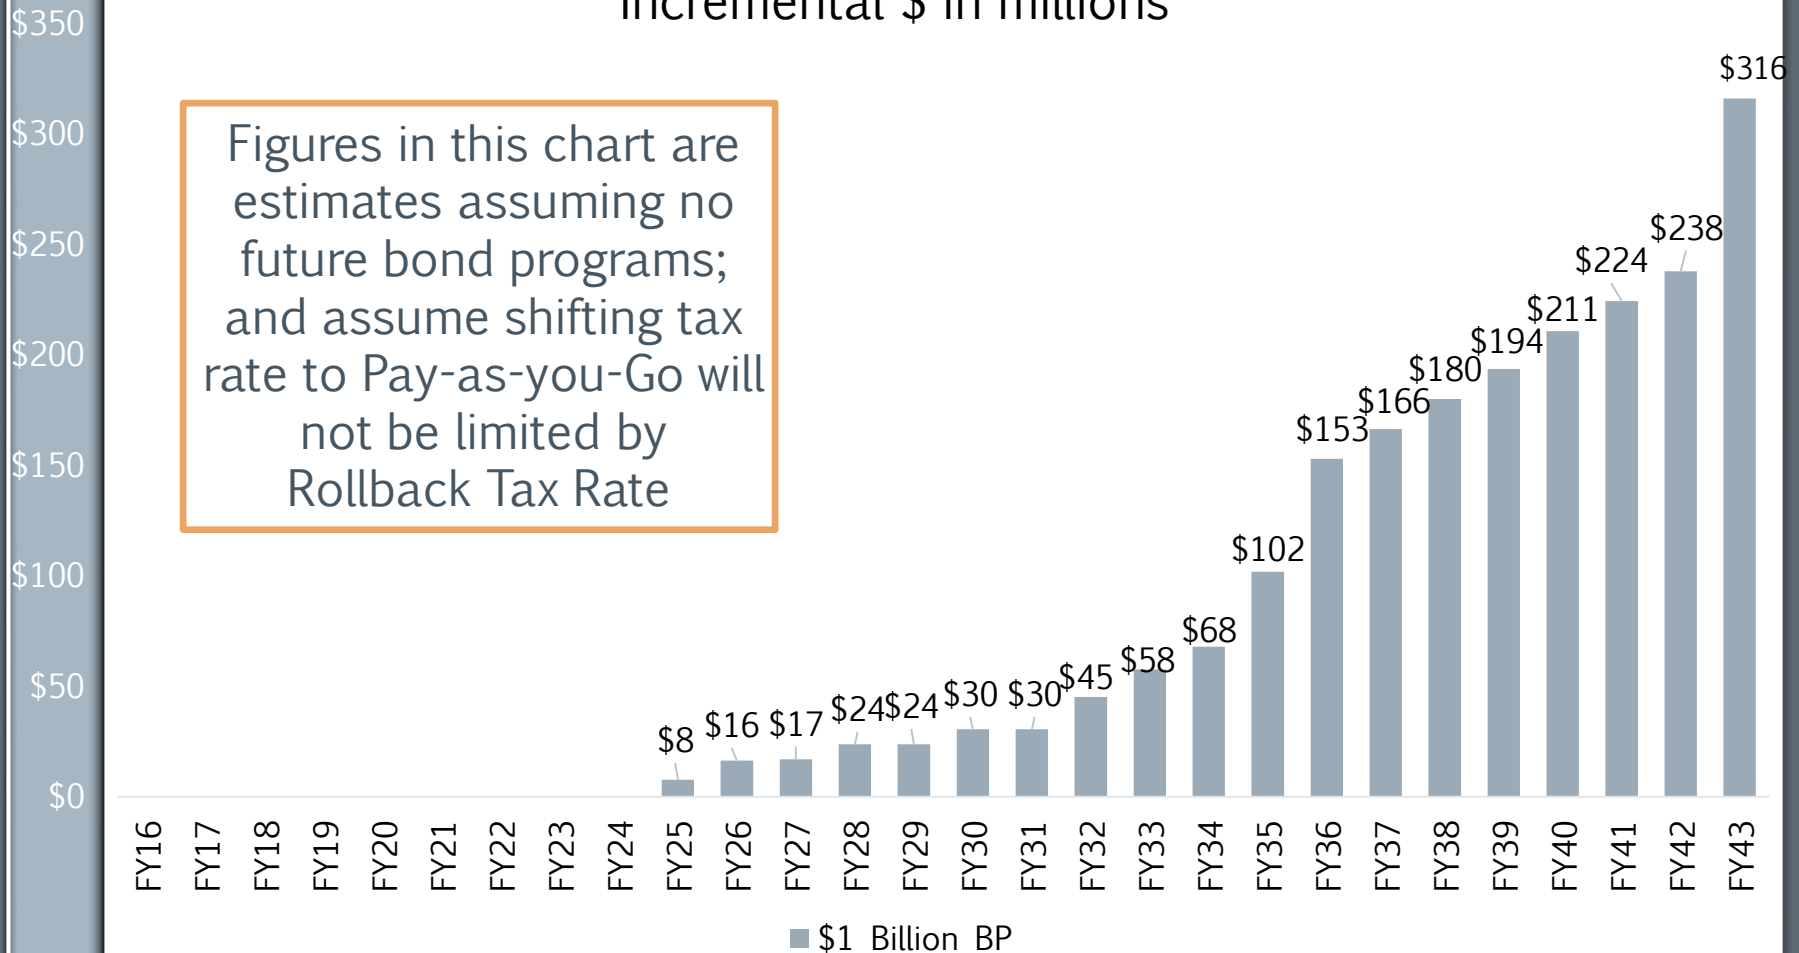 Incremental $ in millions
$350
$300
$250
$200
$150
$100
$50
$0
Figures in this chart are
estimates assuming no
future bond programs;
and assume shifting tax
rate to Pay-as-you-Go will
not be limited by
Rollback Tax Rate
$8
$16
$17
$24
$24
$30
$30
$45
$58
$68
$102
$153
$166
$180
$194
$211
$224
$238
$316
FY16
FY17
FY18
FY19
FY20
FY21
FY22
FY23
FY24
FY25
FY26
FY27
FY28
FY29
FY30
FY31
FY32
FY33
FY34
FY35
FY36
FY37
FY38
FY39
FY40
FY41
FY42
FY43
$1 Billion BP